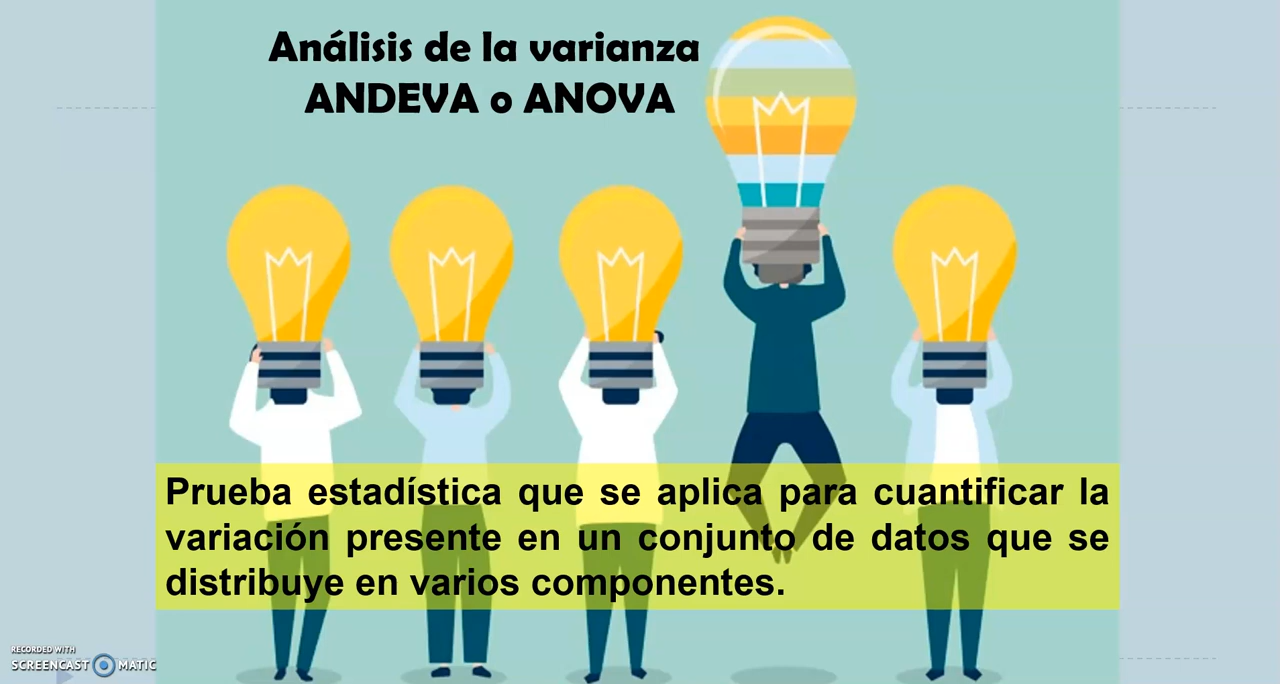 Análisis de la varianza
ANDEVA o ANOVA
Prueba estadística que se aplica para cuantificar la
variación presente en un conjunto de datos que se
distribuye en varios componentes.
RECORDED WITH
SCREENCAST MATIC